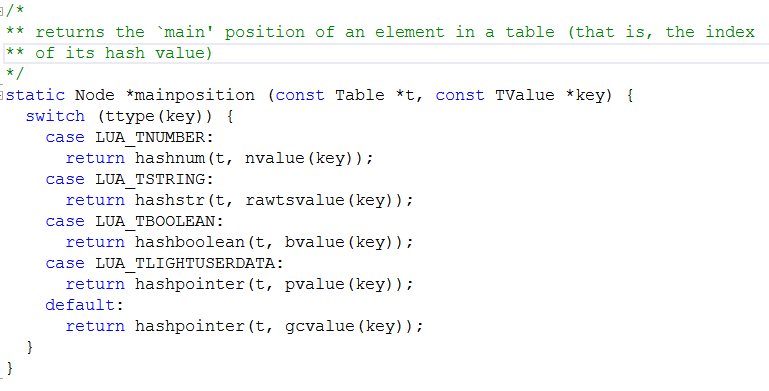 /*
** returns the `main' position of an element in a table (that is, the index
** of its hash value)
*/
static Node *mainposition (const Table *t, const TValue *key) {
  switch (ttype(key)) {
    case LUA_TNUMBER:
      return hashnum(t, nvalue(key));
    case LUA_TSTRING:
      return hashstr(t, rawtsvalue(key));
    case LUA_TBOOLEAN:
      return hashboolean(t, bvalue(key));
    case LUA_TLIGHTUSERDATA:
      return hashpointer(t, pvalue(key));
    default:
      return hashpointer(t, gcvalue(key));
  }
}